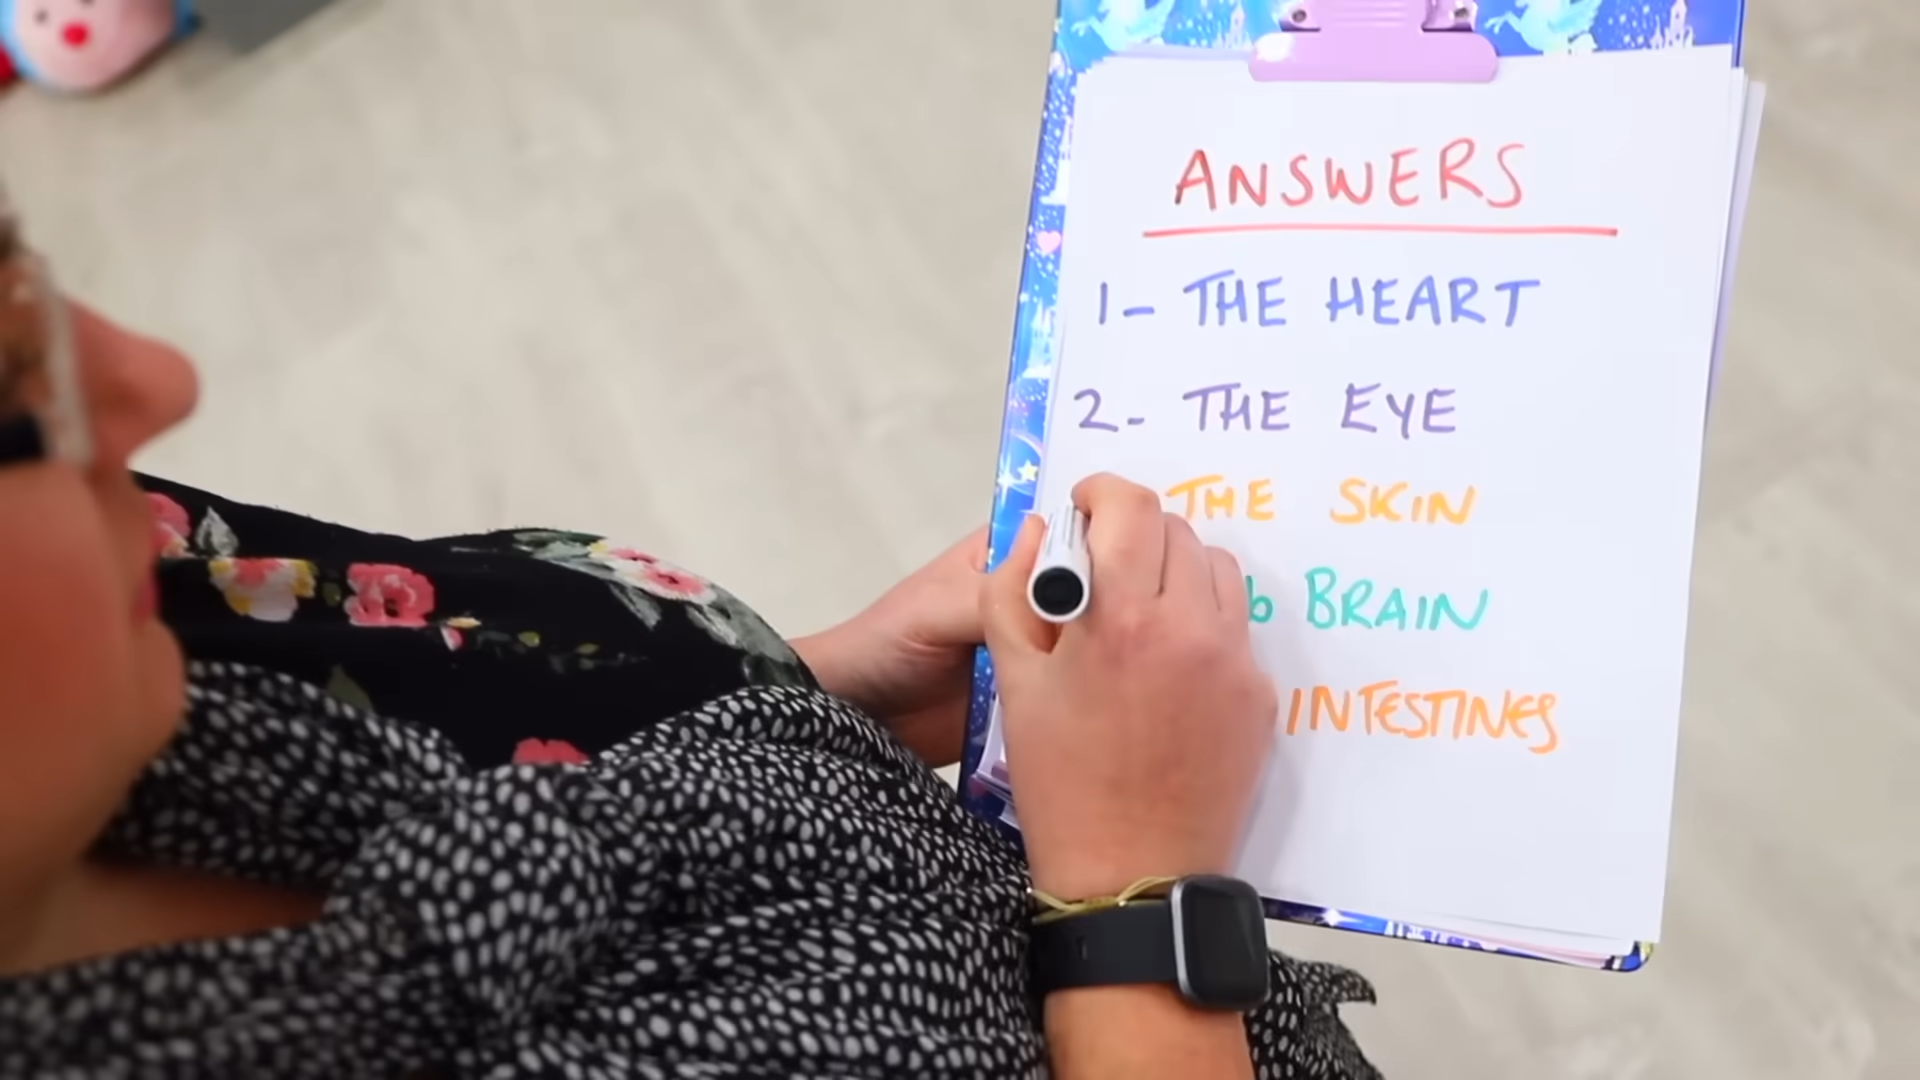 ANSWERS
1- THE HEART
2- THE EYE
THE SKIN
BRAIN
INTESTINES